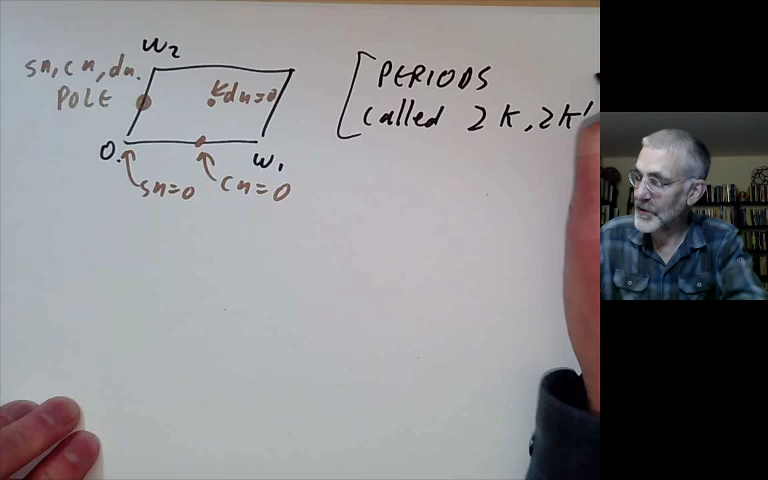 ω₂
sn, cn, dn.
POLE
dn=0
0.
ω₁
sn=0
cn=0
PERIODS
called 2K, 2K'